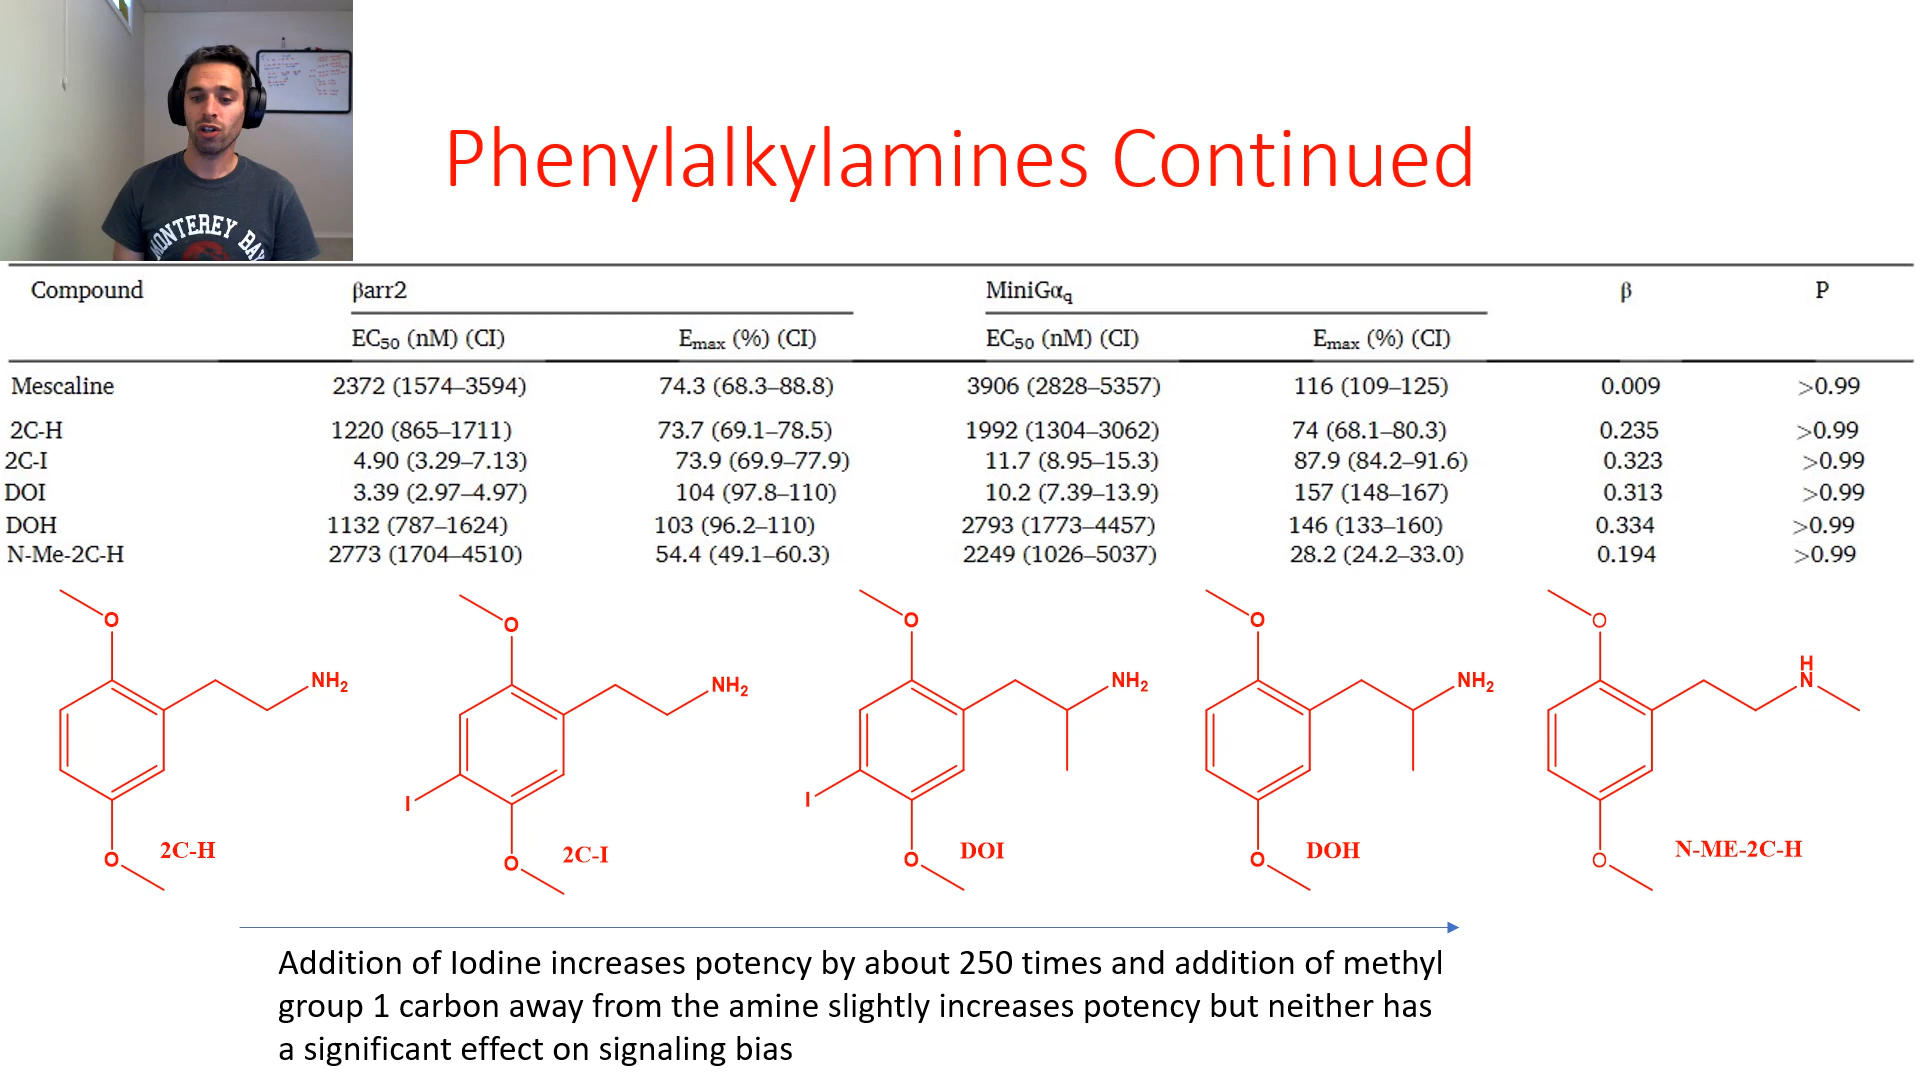 MONTEREY BAY
Phenylalkylamines Continued
Compound βarr2 MiniGαq β P
EC50 (nM) (CI) Emax (%) (CI) EC50 (nM) (CI) Emax (%) (CI)
Mescaline 2372 (1574–3594) 74.3 (68.3–88.8) 3906 (2828–5357) 116 (109–125) 0.009 >0.99
2C-H 1220 (865–1711) 73.7 (69.1–78.5) 1992 (1304–3062) 74 (68.1–80.3) 0.235 >0.99
2C-I 4.90 (3.29–7.13) 73.9 (69.9–77.9) 11.7 (8.95–15.3) 87.9 (84.2–91.6) 0.323 >0.99
DOI 3.39 (2.97–4.97) 104 (97.8–110) 10.2 (7.39–13.9) 157 (148–167) 0.313 >0.99
DOH 1132 (787–1624) 103 (96.2–110) 2793 (1773–4457) 146 (133–160) 0.334 >0.99
N-Me-2C-H 2773 (1704–4510) 54.4 (49.1–60.3) 2249 (1026–5037) 28.2 (24.2–33.0) 0.194 >0.99
O NH2 O 2C-H
O NH2 I O 2C-I
O NH2 I O DOI
O NH2 O DOH
O H N O N-ME-2C-H
Addition of Iodine increases potency by about 250 times and addition of methyl
group 1 carbon away from the amine slightly increases potency but neither has
a significant effect on signaling bias